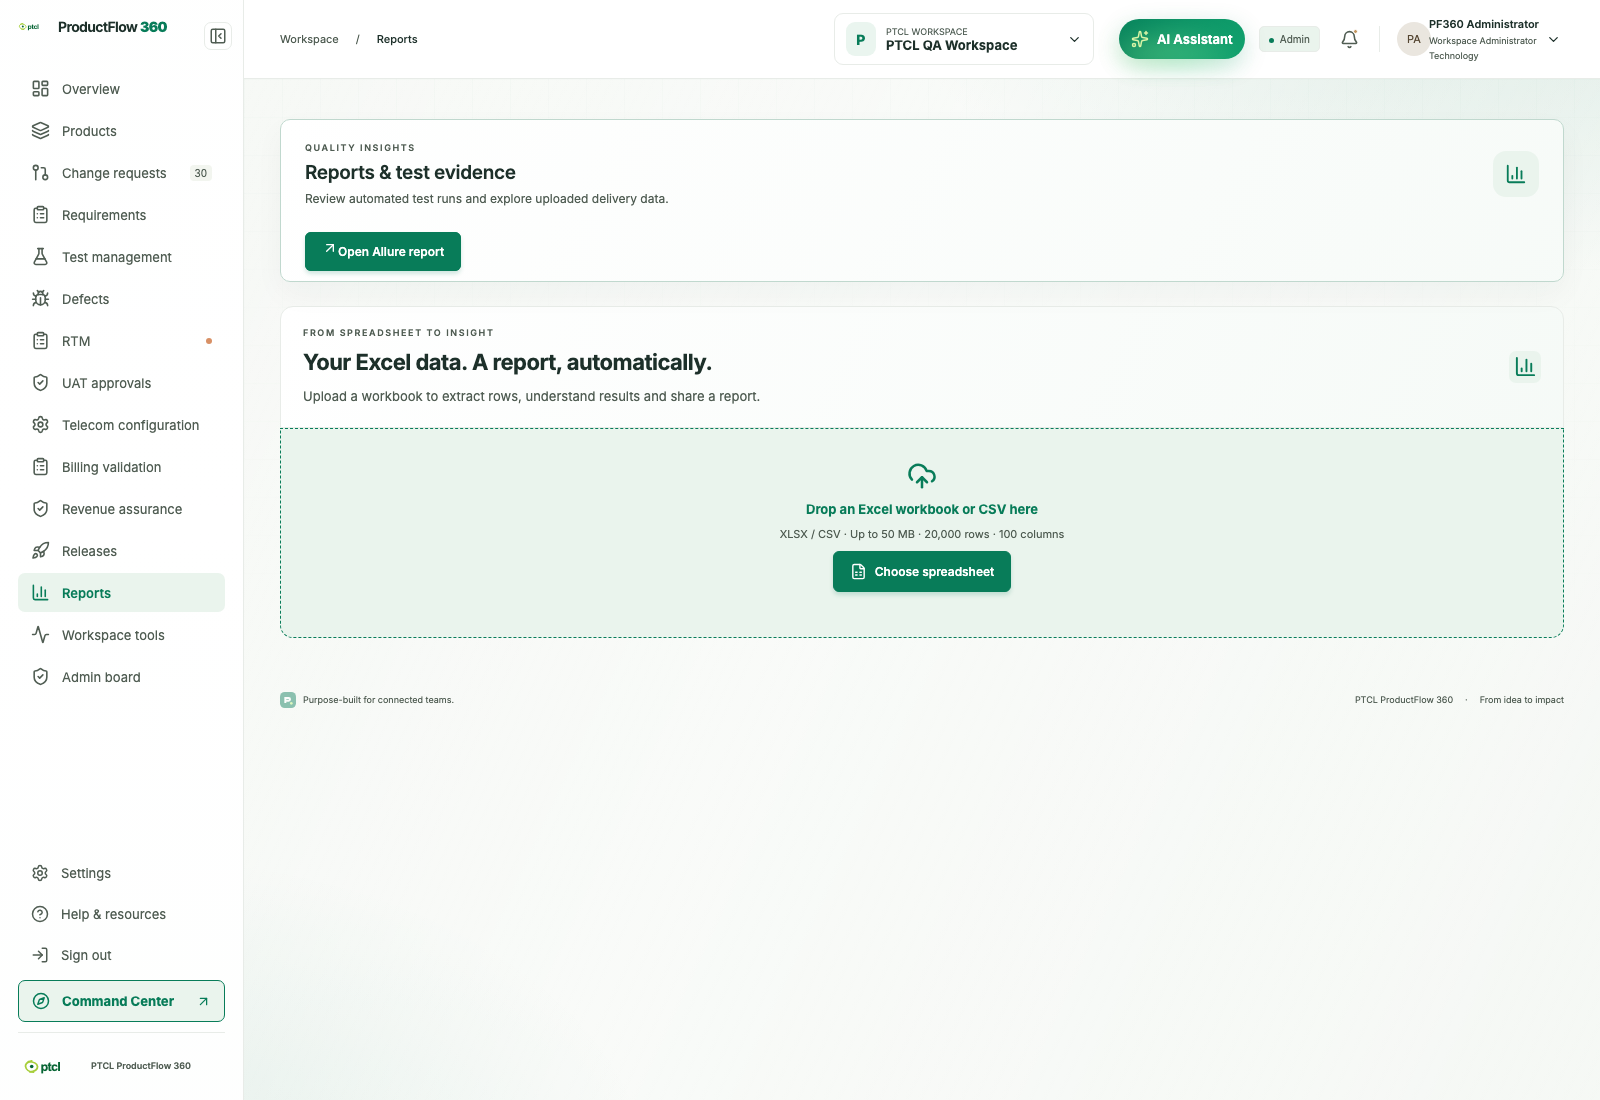 ptcl
ProductFlow 360
Overview
Products
Change requests 30
Requirements
Test management
Defects
RTM
UAT approvals
Telecom configuration
Billing validation
Revenue assurance
Releases
Reports
Workspace tools
Admin board
Settings
Help & resources
Sign out
Command Center
ptcl
PTCL ProductFlow 360
Workspace / Reports
P
PTCL WORKSPACE
PTCL QA Workspace
AI Assistant
Admin
PA
PF360 Administrator
Workspace Administrator
Technology
QUALITY INSIGHTS
Reports & test evidence
Review automated test runs and explore uploaded delivery data.
Open Allure report
FROM SPREADSHEET TO INSIGHT
Your Excel data. A report, automatically.
Upload a workbook to extract rows, understand results and share a report.
Drop an Excel workbook or CSV here
XLSX / CSV · Up to 50 MB · 20,000 rows · 100 columns
Choose spreadsheet
P.
Purpose-built for connected teams.
PTCL ProductFlow 360 · From idea to impact